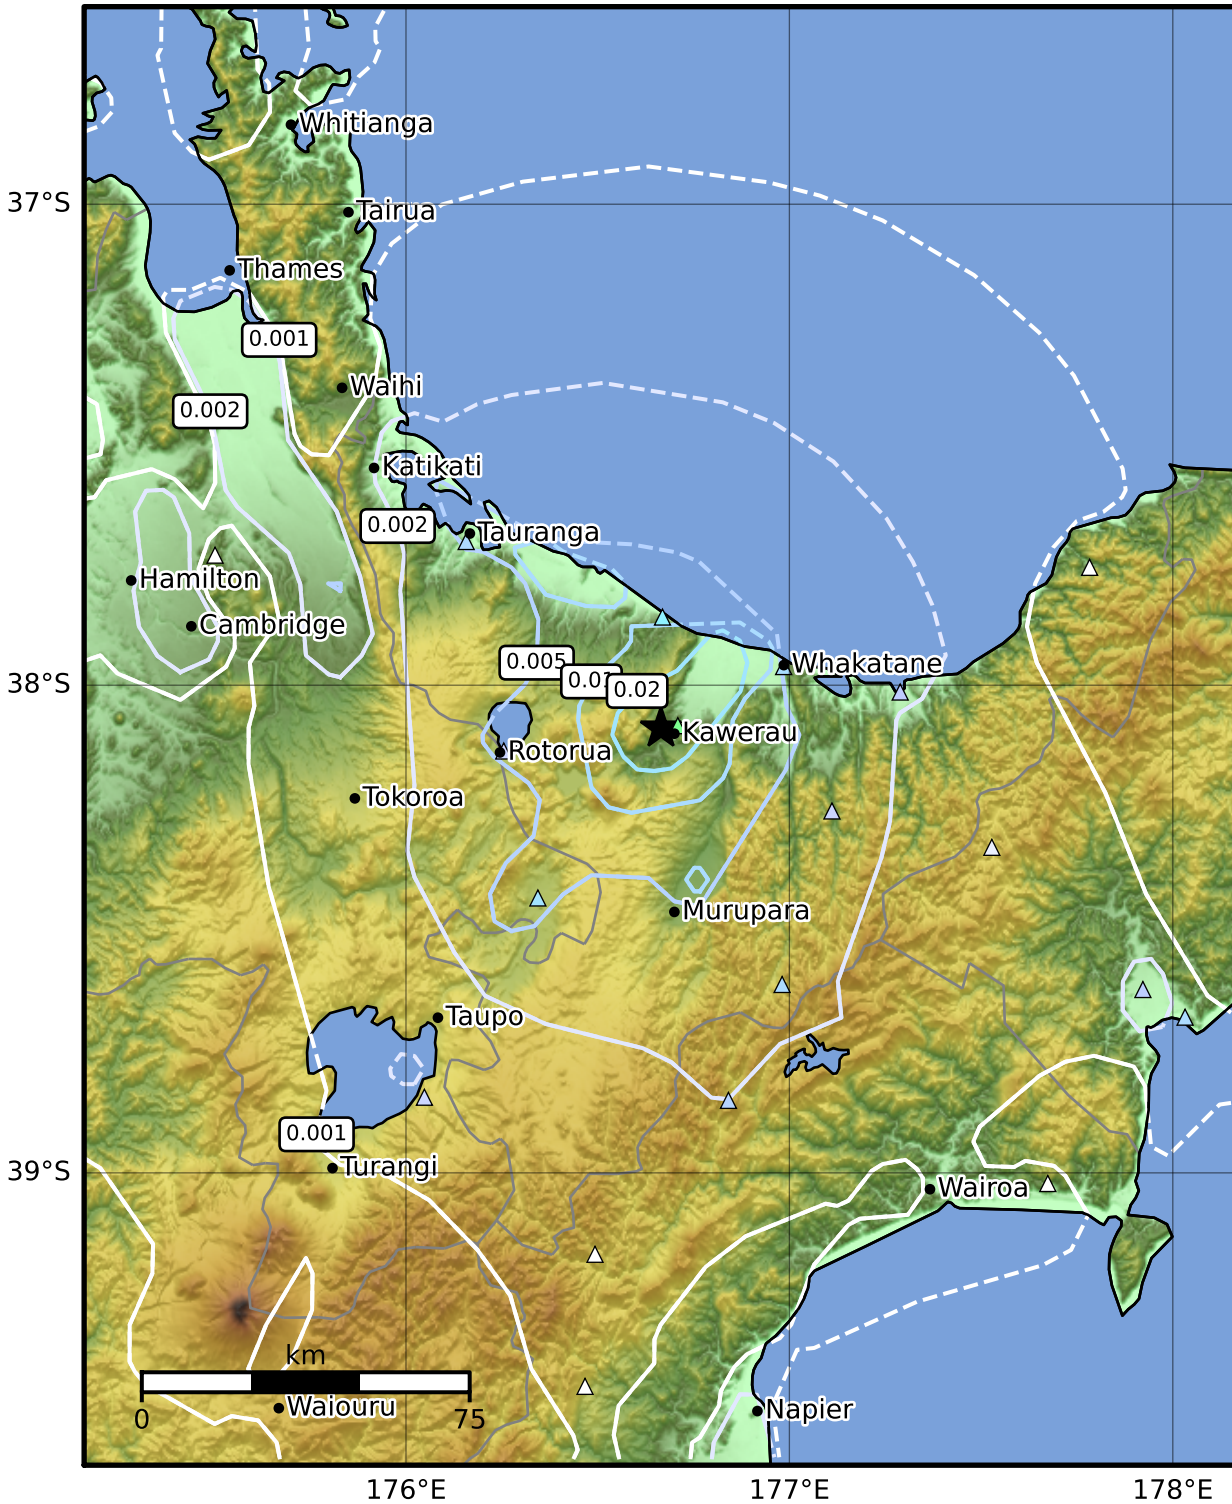 Whitianga
37°S
Tairua
Thames
0.001
Waihi
0.002
Katikati
0.002
Tauranga
Hamilton
Cambridge
0.005
Whakatane
38°S
0.02
Kawerau
Rotorua
Tokoroa
Murupara
Taupo
0.001
39°S
Turangi
Wairoa
km
0
75
Waiouru
Napier
176°E
177°E
178°E